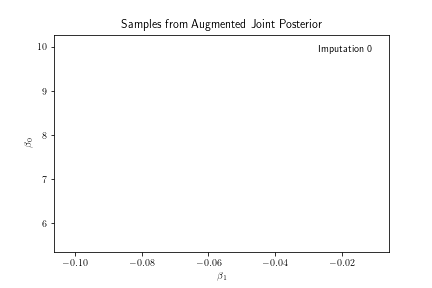 Samples from Augmented Joint Posterior
Imputation 0
10
9
8
7
6
β₀
−0.10 −0.08 −0.06 −0.04 −0.02
β₁